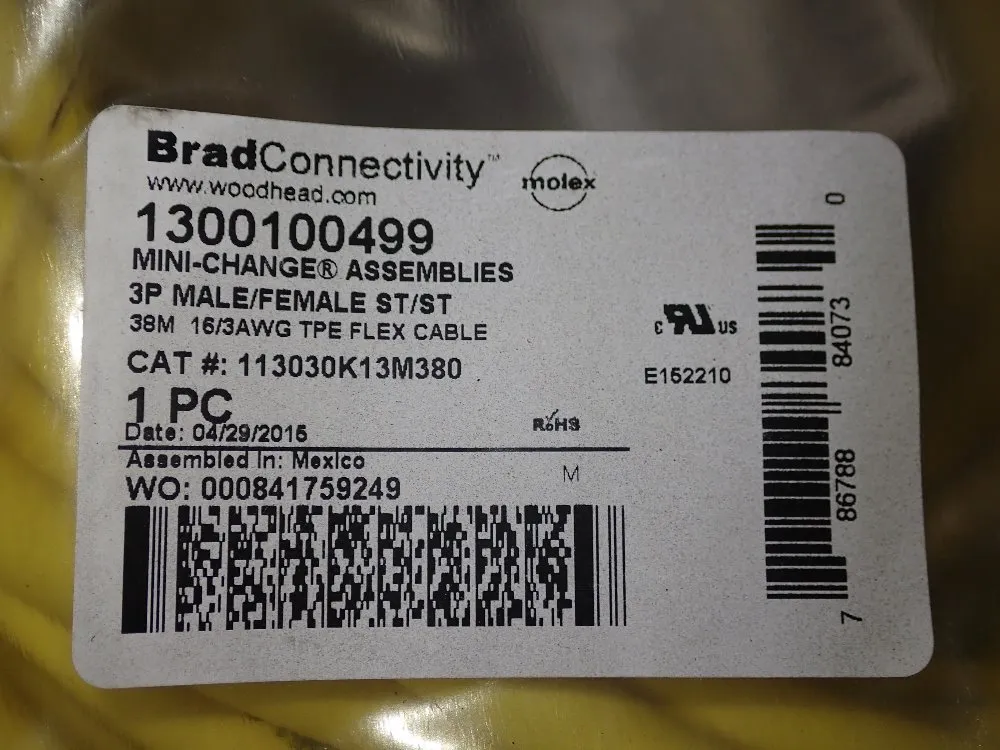 BradConnectivity™
www.woodhead.com
molex
1300100499
MINI-CHANGE® ASSEMBLIES
3P MALE/FEMALE ST/ST
38M 16/3AWG TPE FLEX CABLE
CAT #: 113030K13M380
1 PC
Date: 04/29/2015
Assembled in: Mexico
WO: 000841759249
c RU US
E152210
RoHS
M
7 86788 84073 0